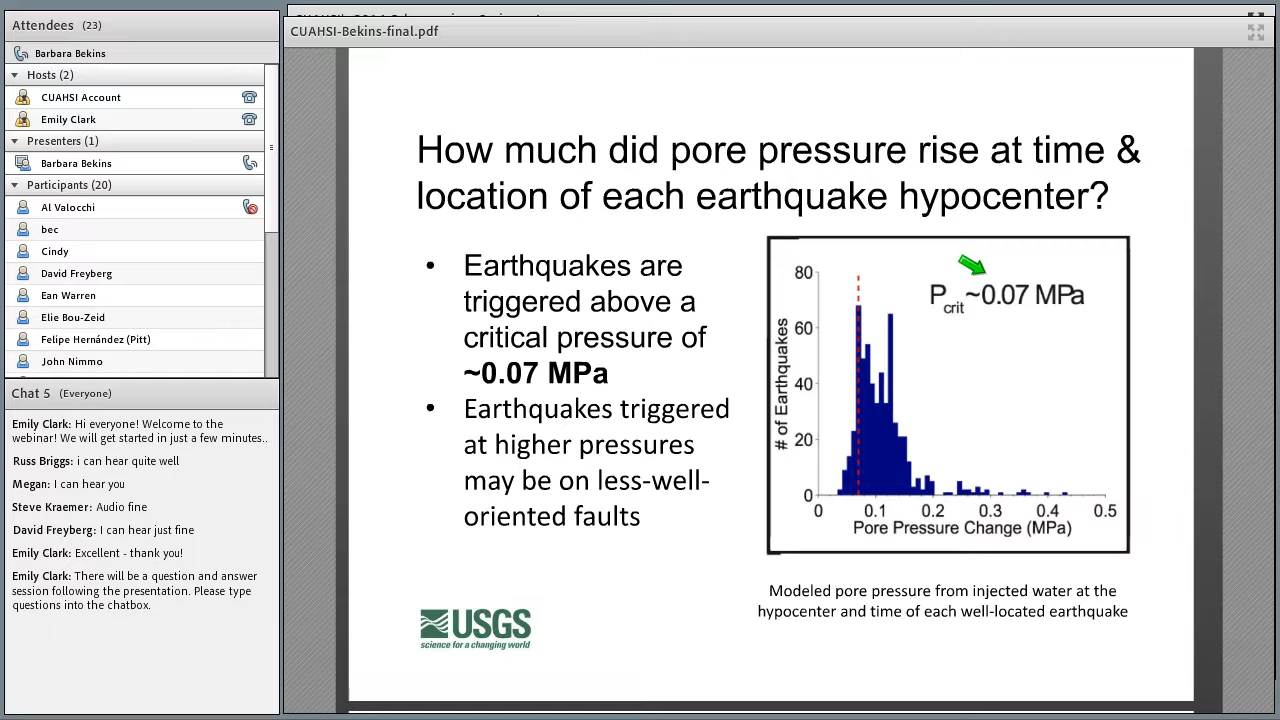 Attendees (23)
Barbara Bekins
Hosts (2)
CUAHSI Account
Emily Clark
Presenters (1)
Barbara Bekins
Participants (20)
Al Valocchi
bec
Cindy
David Freyberg
Ean Warren
Elie Bou-Zeid
Felipe Hernández (Pitt)
John Nimmo
Chat 5 (Everyone)
Emily Clark: Hi everyone! Welcome to the
webinar! We will get started in just a few minutes..
Russ Briggs: i can hear quite well
Megan: I can hear you
Steve Kraemer: Audio fine
David Freyberg: I can hear just fine
Emily Clark: Excellent - thank you!
Emily Clark: There will be a question and answer
session following the presentation. Please type
questions into the chatbox.
CUAHSI-Bekins-final.pdf
How much did pore pressure rise at time &
location of each earthquake hypocenter?
• Earthquakes are
triggered above a
critical pressure of
~0.07 MPa
• Earthquakes triggered
at higher pressures
may be on less-well-
oriented faults
USGS
science for a changing world
Pcrit ~0.07 MPa
# of Earthquakes
80
60
40
20
0
0 0.1 0.2 0.3 0.4 0.5
Pore Pressure Change (MPa)
Modeled pore pressure from injected water at the
hypocenter and time of each well-located earthquake